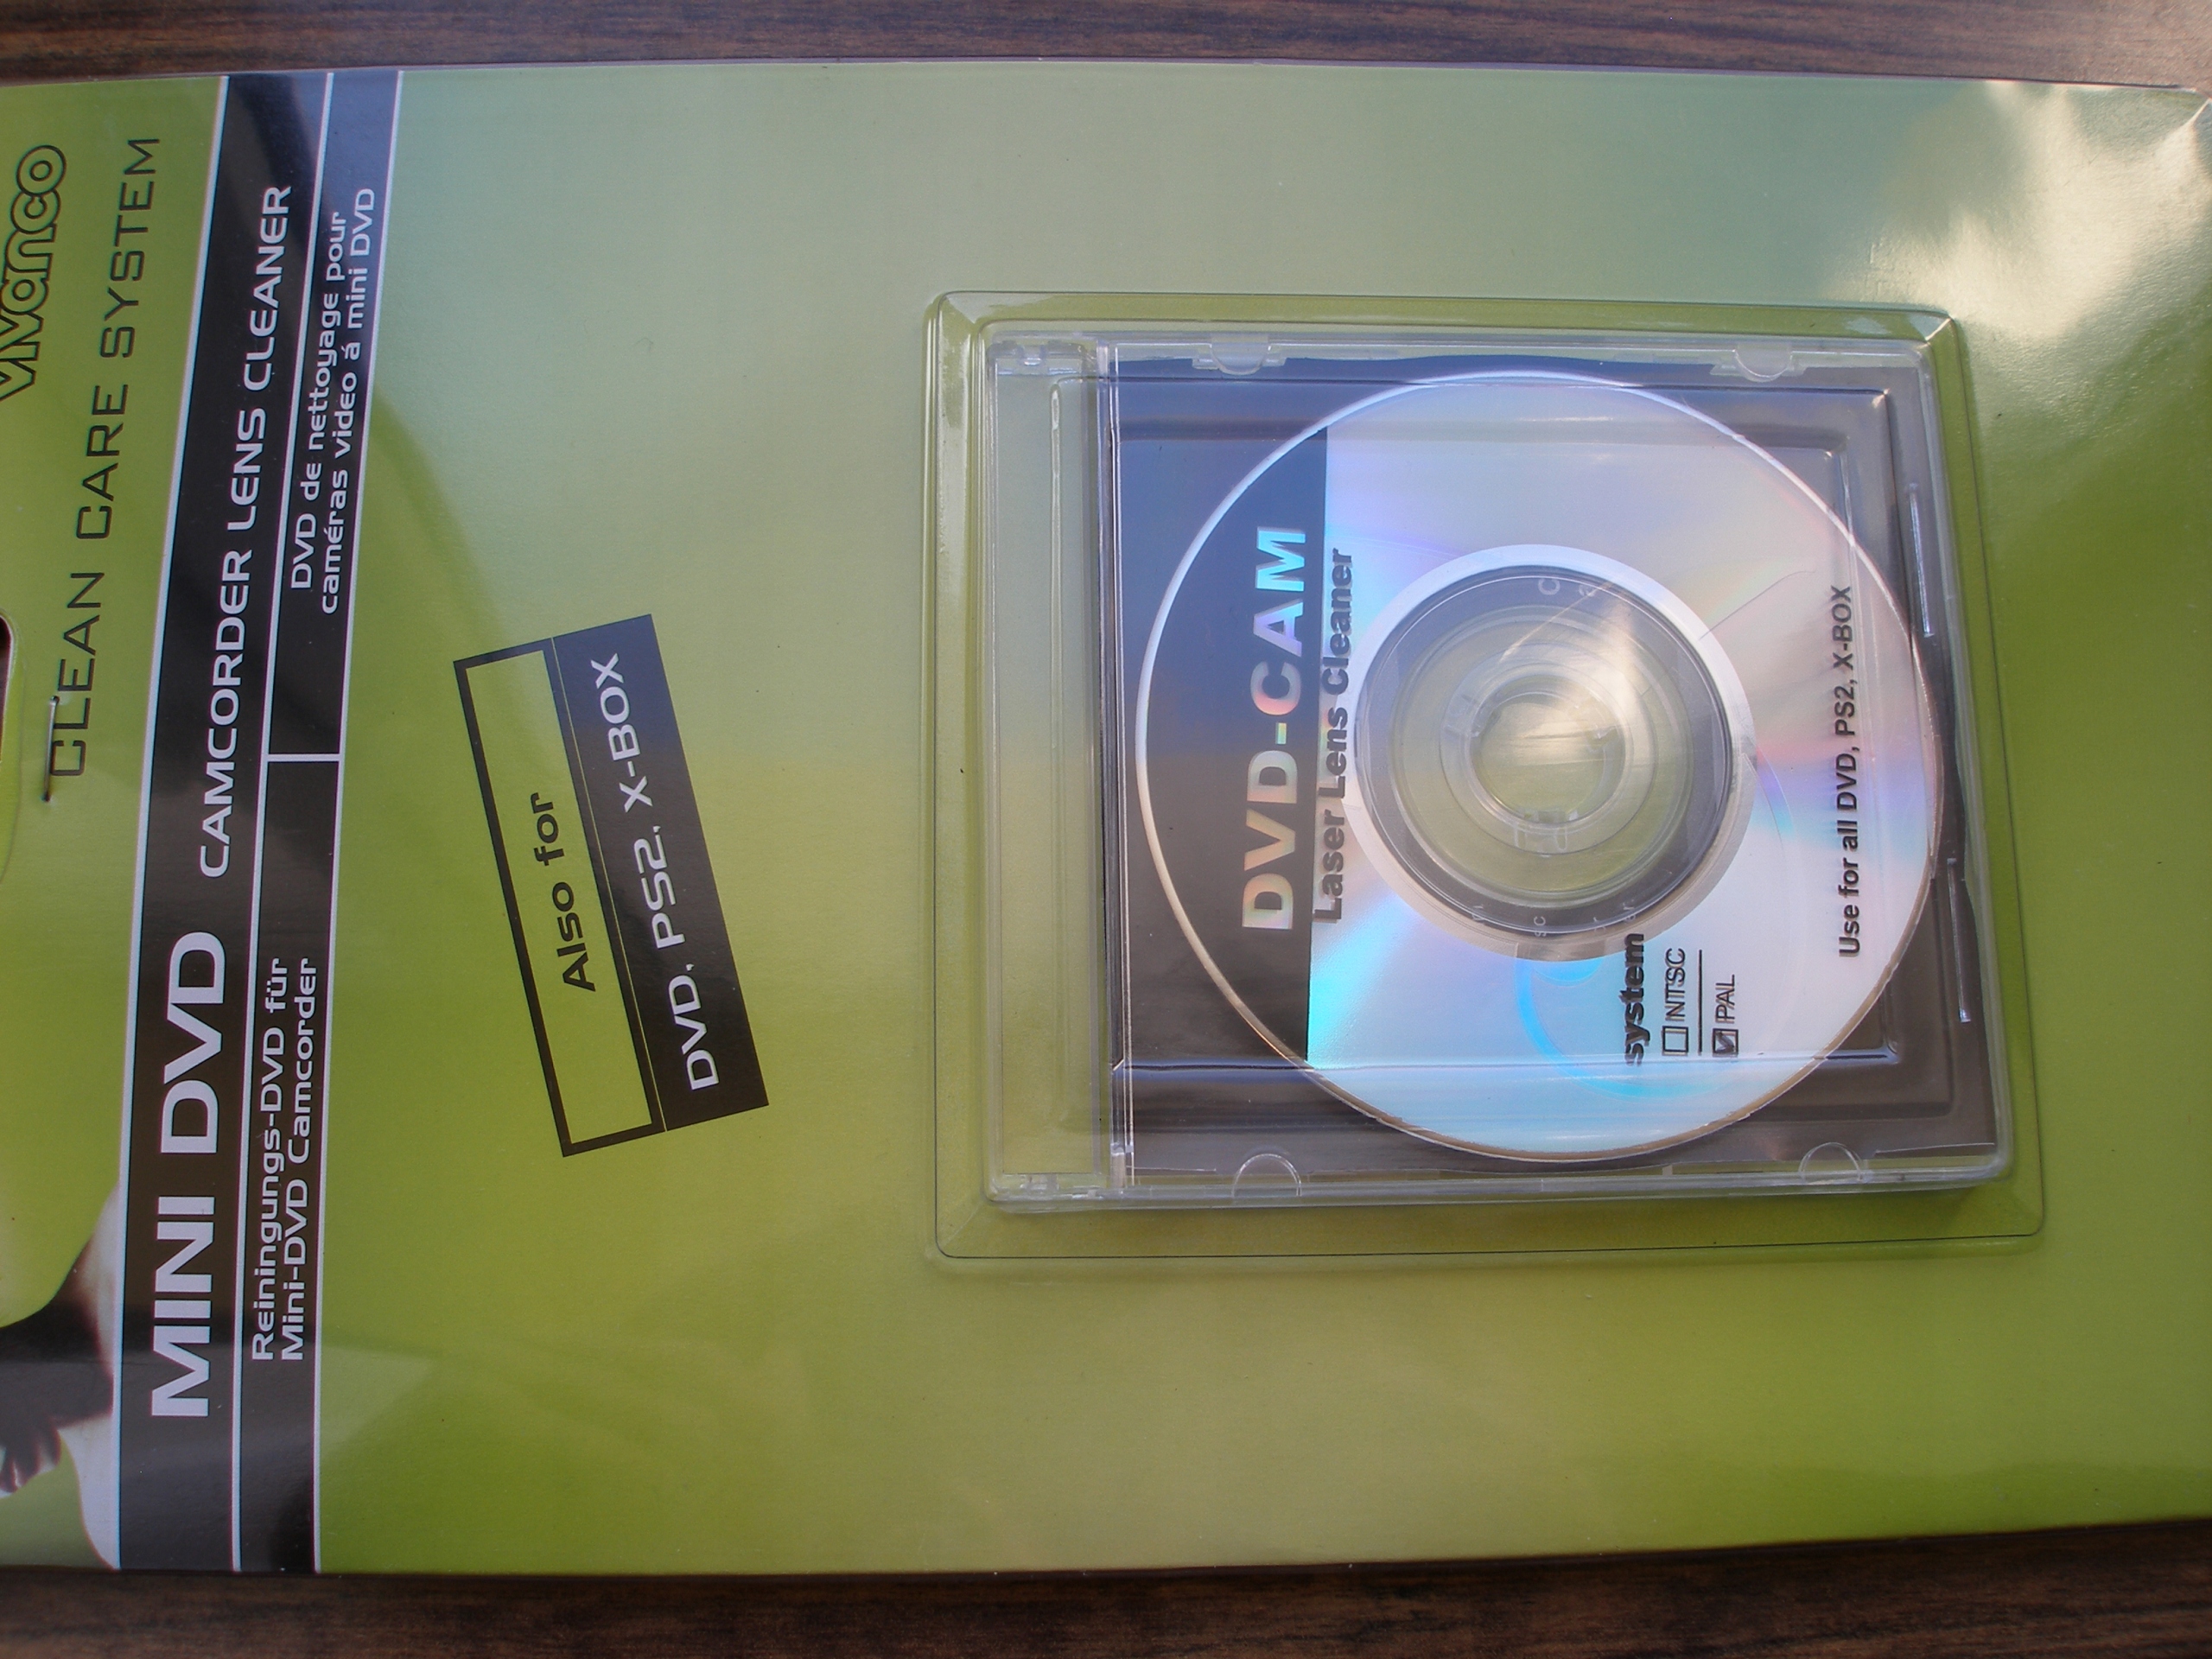 vivanco
CLEAN CARE SYSTEM
MINI DVD CAMCORDER LENS CLEANER
Reiningungs-DVD für
Mini-DVD Camcorder
DVD de nettoyage pour
caméras video á mini DVD
Also for
DVD, PS2, X-BOX
DVD-CAM
Laser Lens Cleaner
system
NTSC
PAL
Use for all DVD, PS2, X-BOX